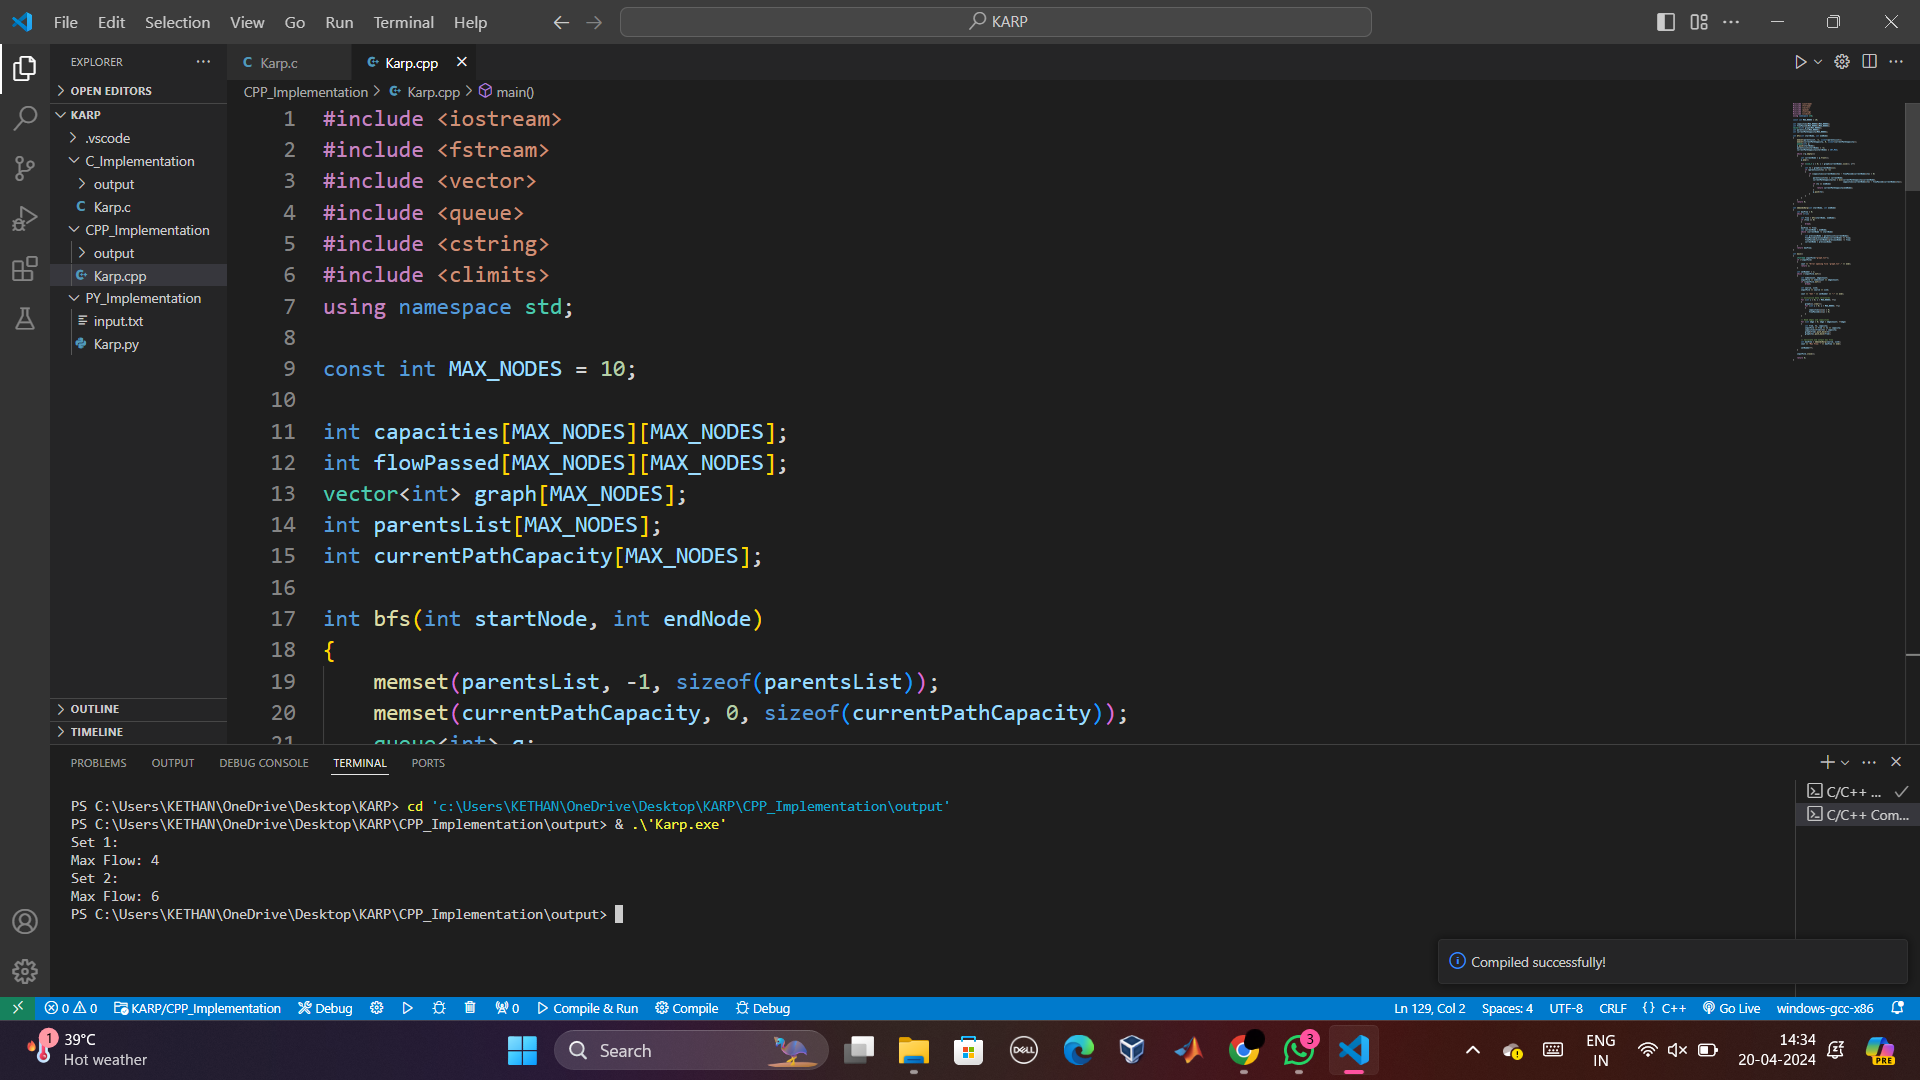 File Edit Selection View Go Run Terminal Help
KARP
EXPLORER
OPEN EDITORS
KARP
.vscode
C_Implementation
output
Karp.c
CPP_Implementation
output
Karp.cpp
PY_Implementation
input.txt
Karp.py
OUTLINE
TIMELINE
Karp.c
Karp.cpp
CPP_Implementation > Karp.cpp > main()
1 #include <iostream>
2 #include <fstream>
3 #include <vector>
4 #include <queue>
5 #include <cstring>
6 #include <climits>
7 using namespace std;
8
9 const int MAX_NODES = 10;
10
11 int capacities[MAX_NODES][MAX_NODES];
12 int flowPassed[MAX_NODES][MAX_NODES];
13 vector<int> graph[MAX_NODES];
14 int parentsList[MAX_NODES];
15 int currentPathCapacity[MAX_NODES];
16
17 int bfs(int startNode, int endNode)
18 {
19 memset(parentsList, -1, sizeof(parentsList));
20 memset(currentPathCapacity, 0, sizeof(currentPathCapacity));
21 queue<int> q;
PROBLEMS OUTPUT DEBUG CONSOLE TERMINAL PORTS
PS C:\Users\KETHAN\OneDrive\Desktop\KARP> cd 'c:\Users\KETHAN\OneDrive\Desktop\KARP\CPP_Implementation\output'
PS C:\Users\KETHAN\OneDrive\Desktop\KARP\CPP_Implementation\output> & .\'Karp.exe'
Set 1:
Max Flow: 4
Set 2:
Max Flow: 6
PS C:\Users\KETHAN\OneDrive\Desktop\KARP\CPP_Implementation\output>
C/C++ ...
C/C++ Com...
Compiled successfully!
0 0 KARP/CPP_Implementation Debug 0 Compile & Run Compile Debug
Ln 129, Col 2 Spaces: 4 UTF-8 CRLF {} C++ Go Live windows-gcc-x86
1
39°C
Hot weather
Search
DELL
3
ENG
IN
14:34
20-04-2024
PRE